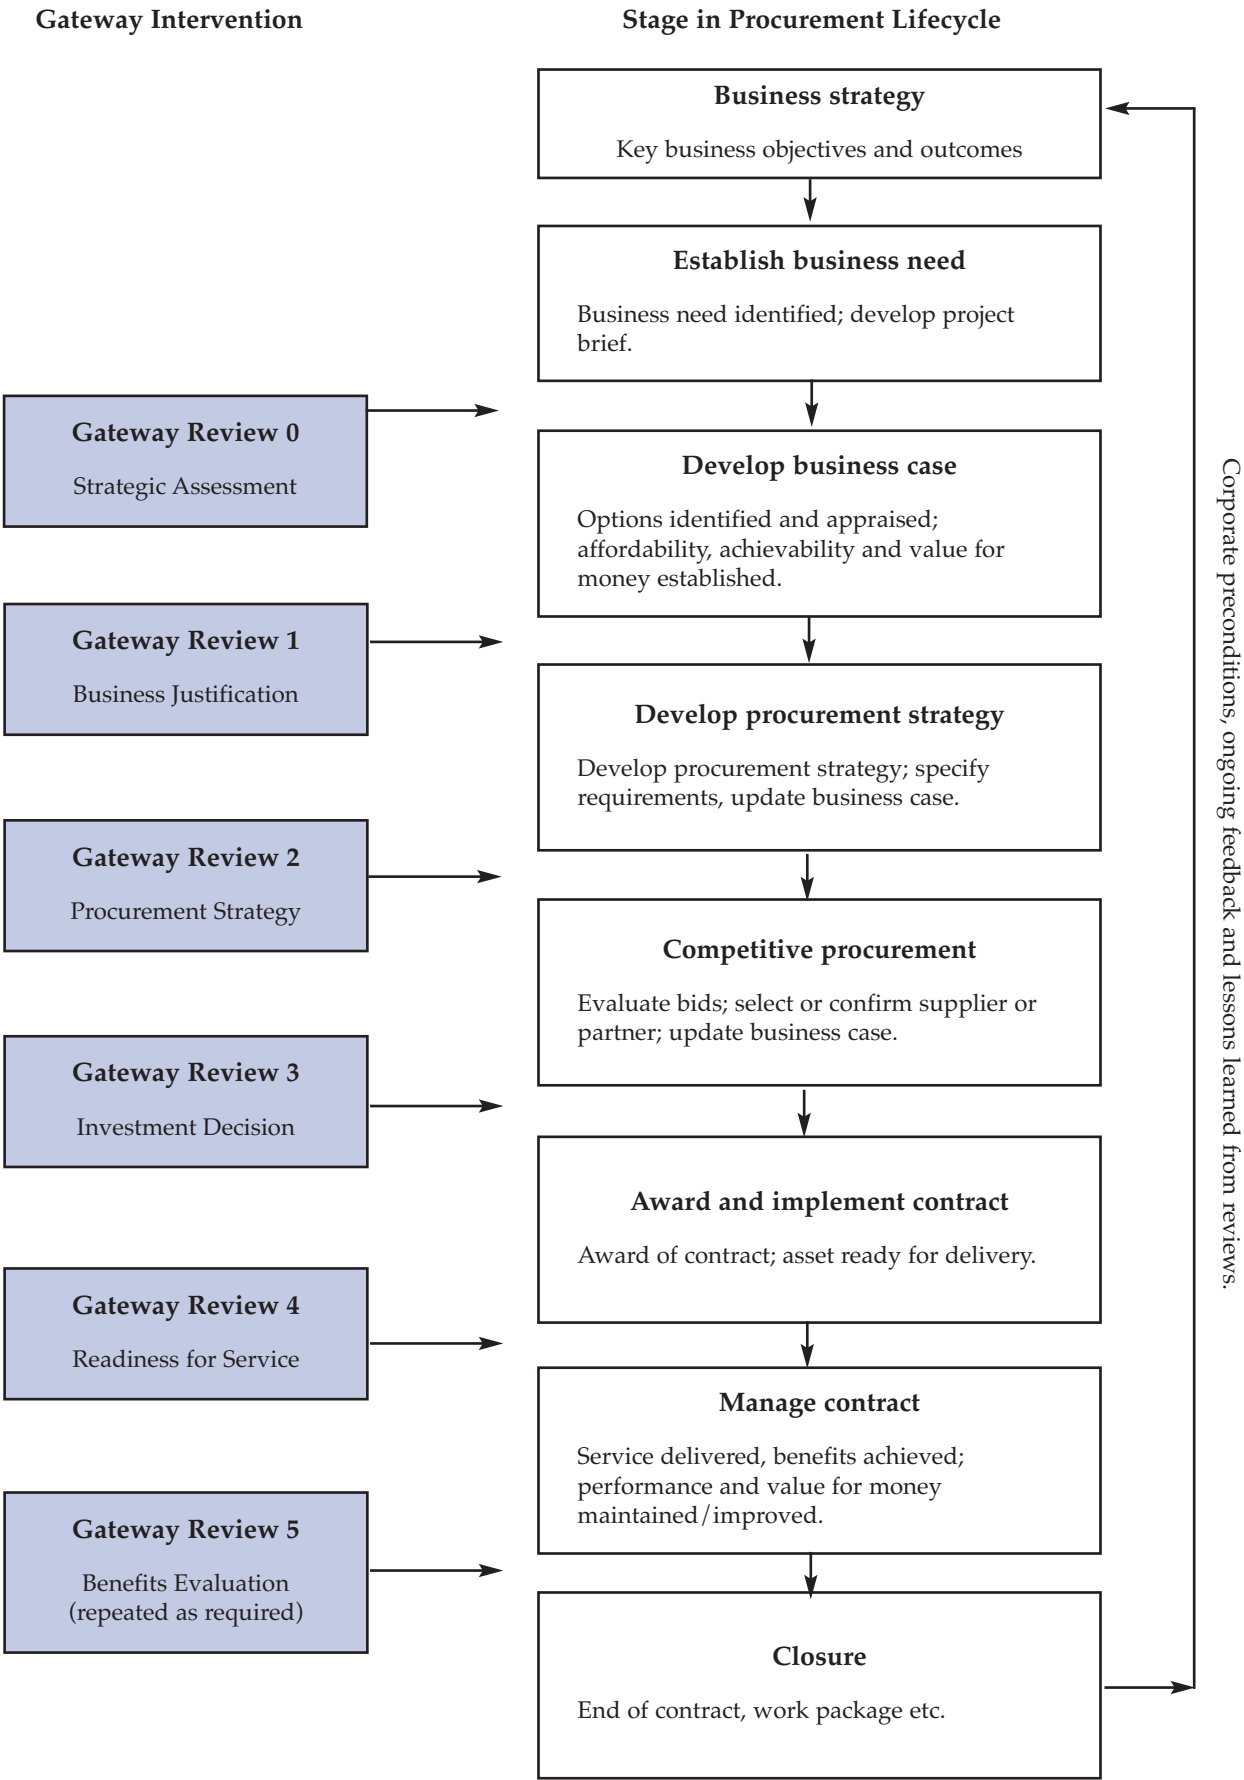 Gateway Intervention
Stage in Procurement Lifecycle
Business strategy
Key business objectives and outcomes
Establish business need
Business need identified; develop project
brief.
Gateway Review 0
Strategic Assessment
Develop business case
Options identified and appraised;
affordability, achievability and value for
money established.
Gateway Review 1
Business Justification
Develop procurement strategy
Develop procurement strategy; specify
requirements, update business case.
Gateway Review 2
Procurement Strategy
Competitive procurement
Evaluate bids; select or confirm supplier or
partner; update business case.
Gateway Review 3
Investment Decision
Award and implement contract
Award of contract; asset ready for delivery.
Gateway Review 4
Readiness for Service
Manage contract
Service delivered, benefits achieved;
performance and value for money
maintained/improved.
Gateway Review 5
Benefits Evaluation
(repeated as required)
Closure
End of contract, work package etc.
Corporate preconditions, ongoing feedback and lessons learned from reviews.